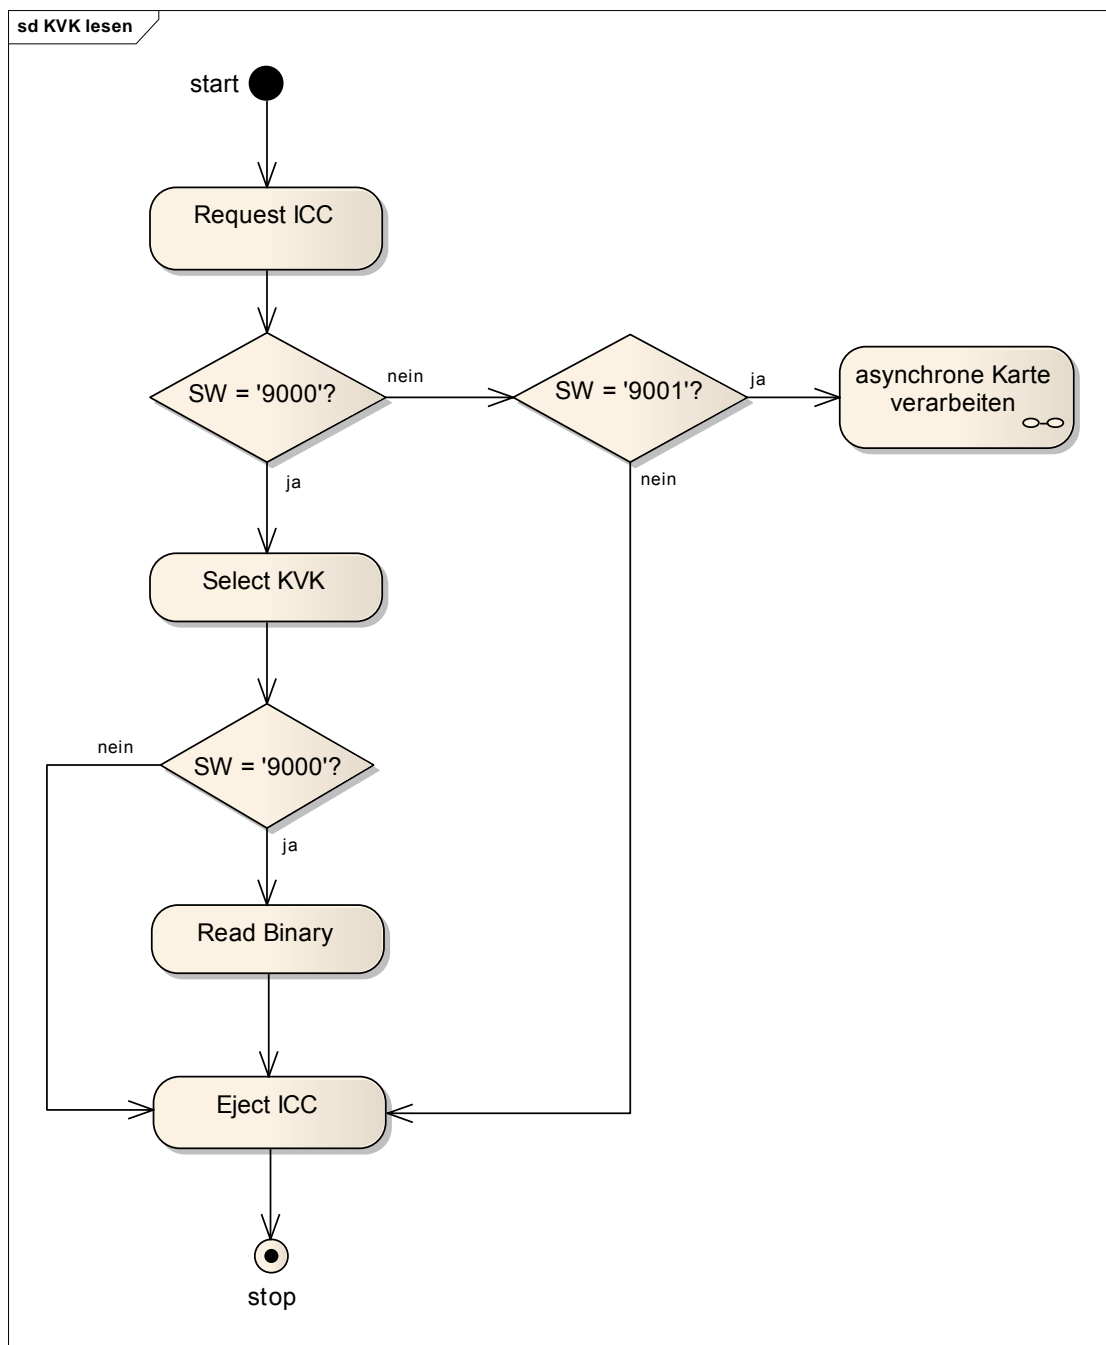 sd KVK lesen
start
Request ICC
SW = '9000'?
nein
SW = '9001'?
ja
asynchrone Karte
verarbeiten
ja
nein
Select KVK
nein
SW = '9000'?
ja
Read Binary
Eject ICC
stop